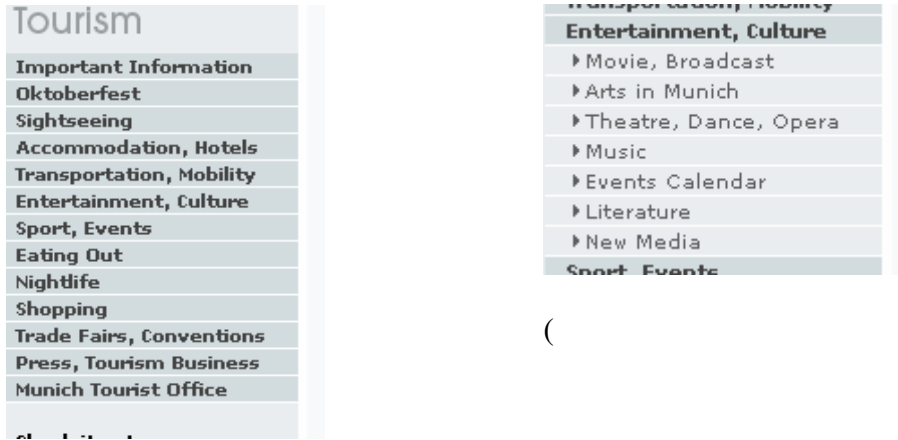 Tourism
Important Information
Oktoberfest
Sightseeing
Accommodation, Hotels
Transportation, Mobility
Entertainment, Culture
Sport, Events
Eating Out
Nightlife
Shopping
Trade Fairs, Conventions
Press, Tourism Business
Munich Tourist Office
Transportation, Mobility
Entertainment, Culture
Movie, Broadcast
Arts in Munich
Theatre, Dance, Opera
Music
Events Calendar
Literature
New Media
Sport, Events
(